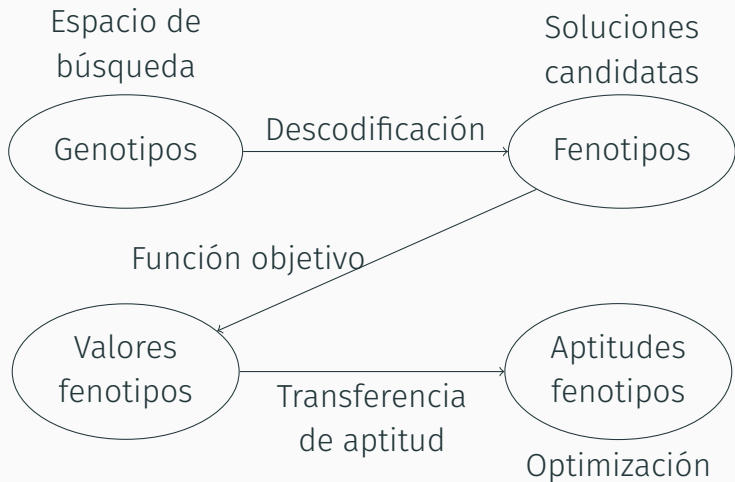 Espacio de
búsqueda
Soluciones
candidatas
Genotipos
Descodificación
Fenotipos
Función objetivo
Valores
fenotipos
Transferencia
de aptitud
Aptitudes
fenotipos
Optimización